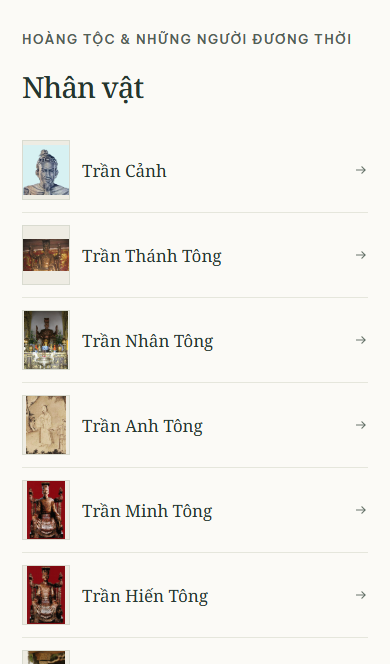 HOÀNG TỘC & NHỮNG NGƯỜI ĐƯƠNG THỜI
Nhân vật
Trần Cảnh
Trần Thánh Tông
Trần Nhân Tông
Trần Anh Tông
Trần Minh Tông
Trần Hiến Tông